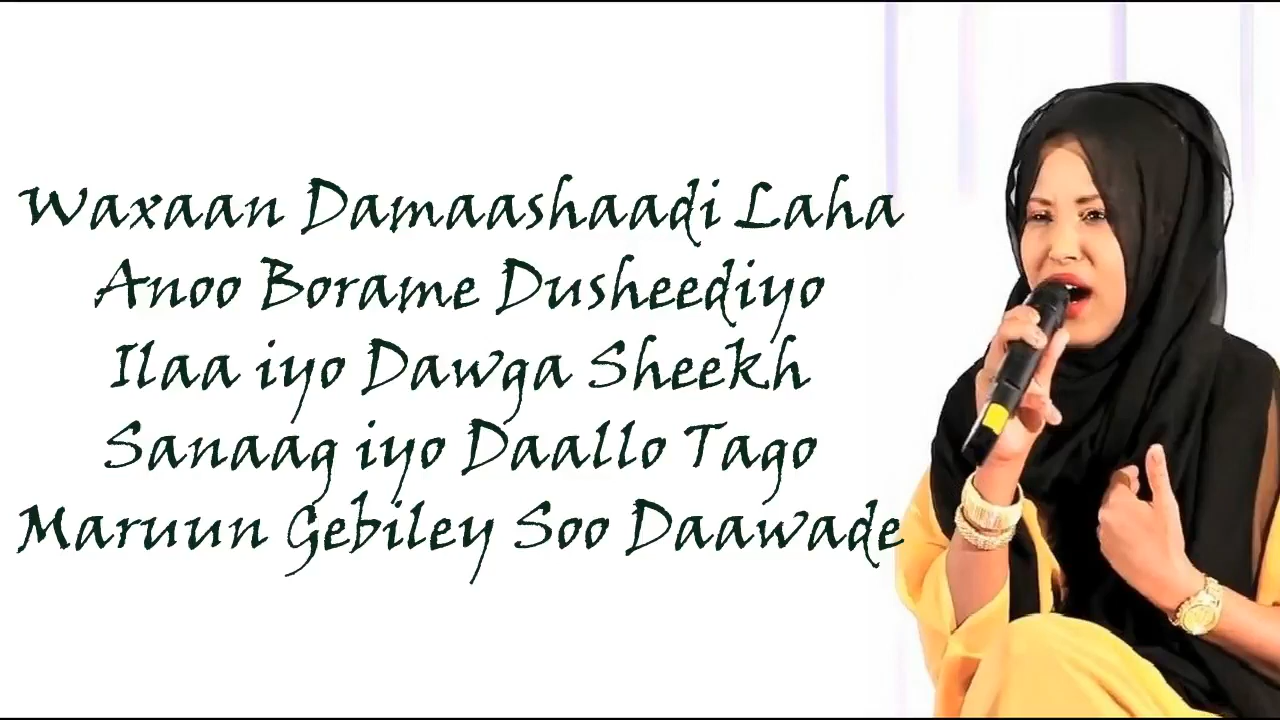 Waxaan Damaashaadi Laha
Anoo Borame Dusheediyo
Ilaa iyo Dawga Sheekh
Sanaag iyo Daallo Tago
Maruun Gebiley Soo Daawade